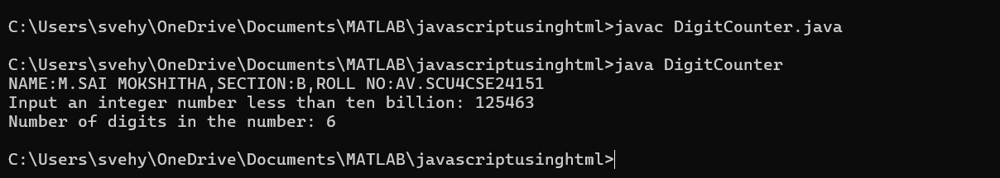 C:\Users\svehy\OneDrive\Documents\MATLAB\javascriptusinghtml>javac DigitCounter.java
C:\Users\svehy\OneDrive\Documents\MATLAB\javascriptusinghtml>java DigitCounter
NAME:M.SAI MOKSHITHA,SECTION:B,ROLL NO:AV.SCU4CSE24151
Input an integer number less than ten billion: 125463
Number of digits in the number: 6
C:\Users\svehy\OneDrive\Documents\MATLAB\javascriptusinghtml>